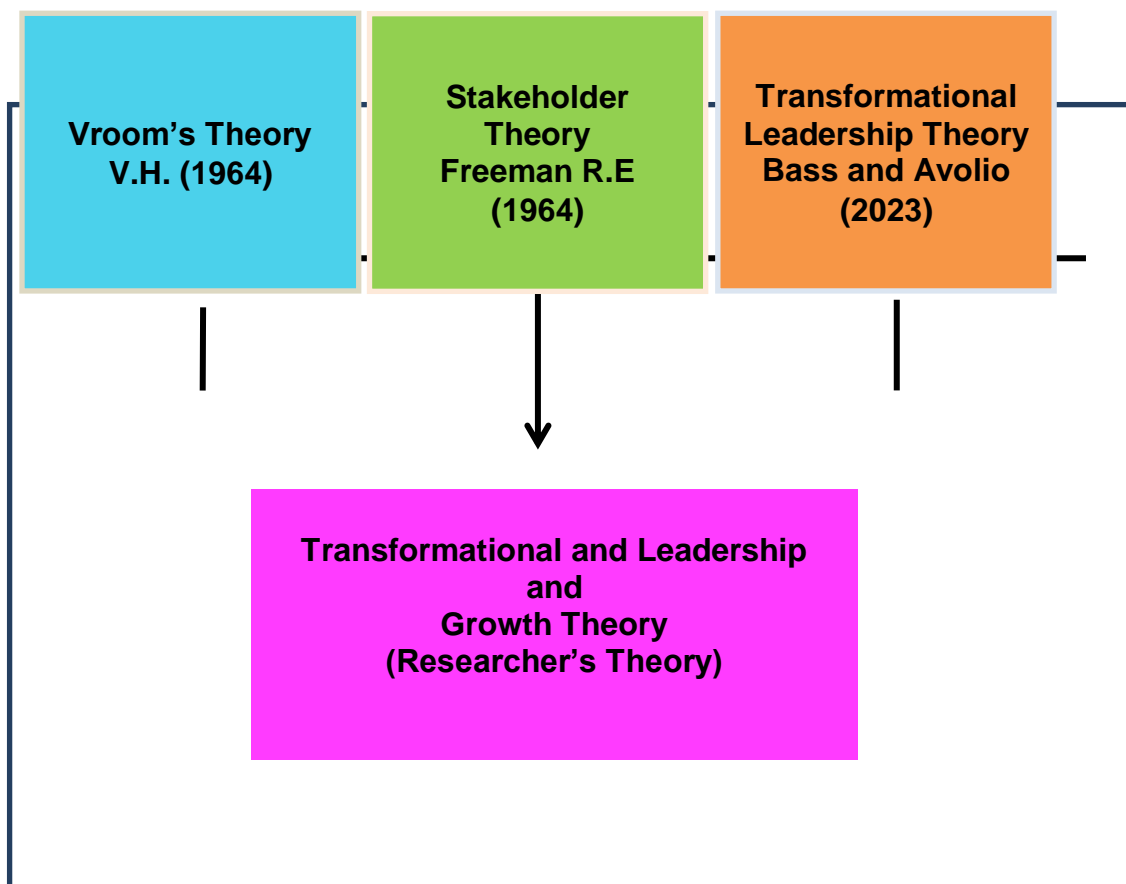 Vroom’s Theory
V.H. (1964)
Stakeholder
Theory
Freeman R.E
(1964)
Transformational
Leadership Theory
Bass and Avolio
(2023)
Transformational and Leadership
and
Growth Theory
(Researcher’s Theory)